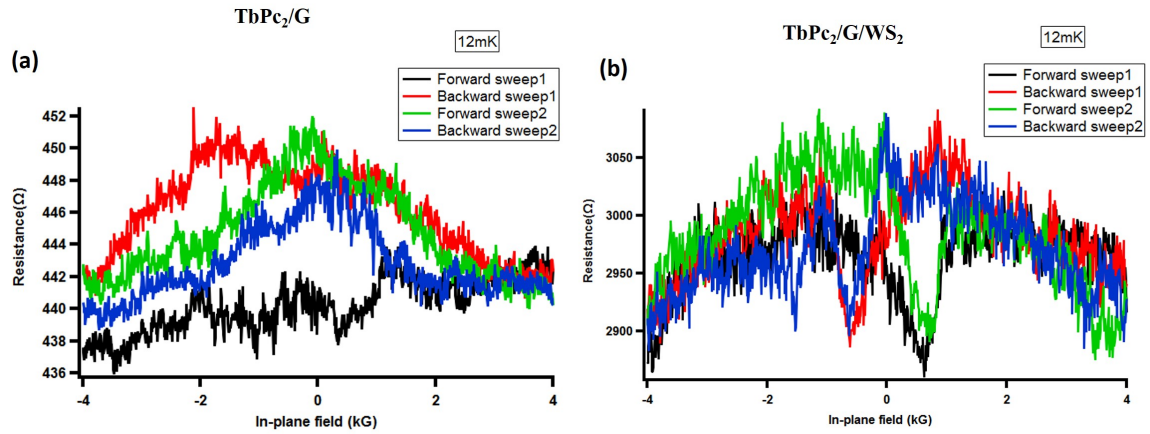 TbPc₂/G
12mK
(a)
Forward sweep1
Backward sweep1
Forward sweep2
Backward sweep2
452
450
448
446
444
442
440
438
436
Resistance(Ω)
-4
-2
0
2
4
In-plane field (kG)
TbPc₂/G/WS₂
12mK
(b)
Forward sweep1
Backward sweep1
Forward sweep2
Backward sweep2
3050
3000
2950
2900
Resistance(Ω)
-4
-2
0
2
4
In-plane field (kG)